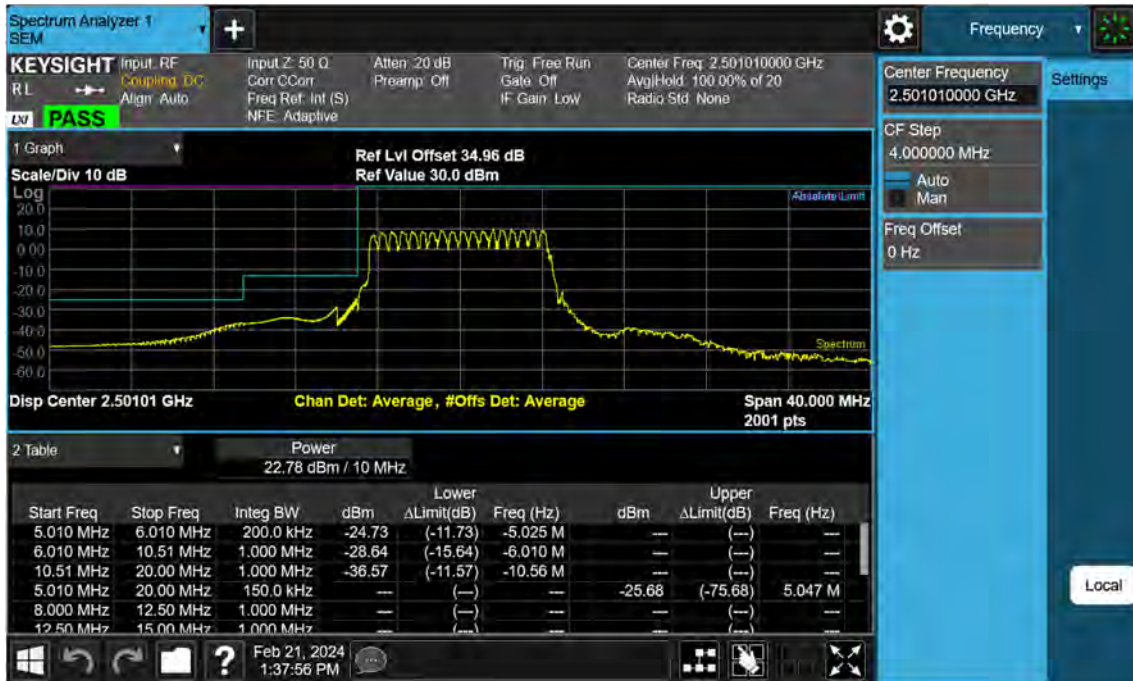 Spectrum Analyzer 1
SEM
+
Frequency
KEYSIGHT
RL
LXI
PASS
Input: RF
Coupling: DC
Align: Auto
Input Z: 50 Ω
Corr CCorr
Freq Ref: Int (S)
NFE: Adaptive
Atten: 20 dB
Preamp: Off
Trig: Free Run
Gate: Off
IF Gain: Low
Center Freq: 2.501010000 GHz
Avg|Hold: 100.00% of 20
Radio Std: None
Center Frequency
2.501010000 GHz
Settings
CF Step
4.000000 MHz
Auto
Man
Freq Offset
0 Hz
Local
1 Graph
Scale/Div 10 dB
Ref Lvl Offset 34.96 dB
Ref Value 30.0 dBm
Log
Absolute Limit
20.0
10.0
0.00
-10.0
-20.0
-30.0
-40.0
-50.0
-60.0
Spectrum
Disp Center 2.50101 GHz
Chan Det: Average, #Offs Det: Average
Span 40.000 MHz
2001 pts
2 Table
Power
22.78 dBm / 10 MHz
Lower Upper
Start Freq Stop Freq Integ BW dBm ΔLimit(dB) Freq (Hz) dBm ΔLimit(dB) Freq (Hz)
5.010 MHz 6.010 MHz 200.0 kHz -24.73 (-11.73) -5.025 M --- (---) ---
6.010 MHz 10.51 MHz 1.000 MHz -28.64 (-15.64) -6.010 M --- (---) ---
10.51 MHz 20.00 MHz 1.000 MHz -36.57 (-11.57) -10.56 M --- (---) ---
5.010 MHz 20.00 MHz 150.0 kHz --- (---) --- -25.68 (-75.68) 5.047 M
8.000 MHz 12.50 MHz 1.000 MHz --- (---) --- --- (---) ---
12.50 MHz 15.00 MHz 1.000 MHz --- (---) --- --- (---) ---
?
Feb 21, 2024
1:37:56 PM